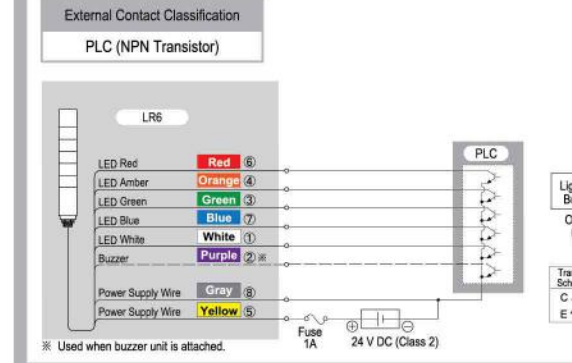 External Contact Classification
PLC (NPN Transistor)
LR6
PLC
LED Red Red ⑥
LED Amber Orange ④
LED Green Green ③
LED Blue Blue ⑦
LED White White ①
Buzzer Purple ② ※
Power Supply Wire Gray ⑧
Power Supply Wire Yellow ⑤
Fuse
1A
⊕ ⊖
24 V DC (Class 2)
※ Used when buzzer unit is attached.
C
E